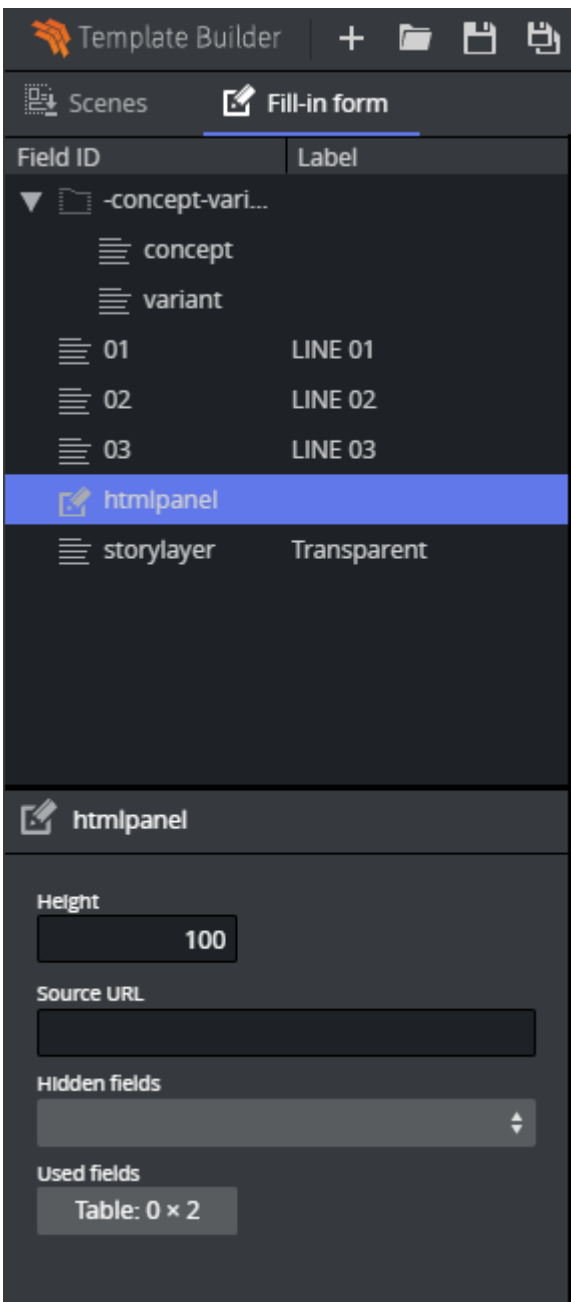 Template Builder
Scenes
Fill-in form
Field ID Label
-concept-vari...
concept
variant
01 LINE 01
02 LINE 02
03 LINE 03
htmlpanel
storylayer Transparent
htmlpanel
Height
100
Source URL
Hidden fields
Used fields
Table: 0 × 2